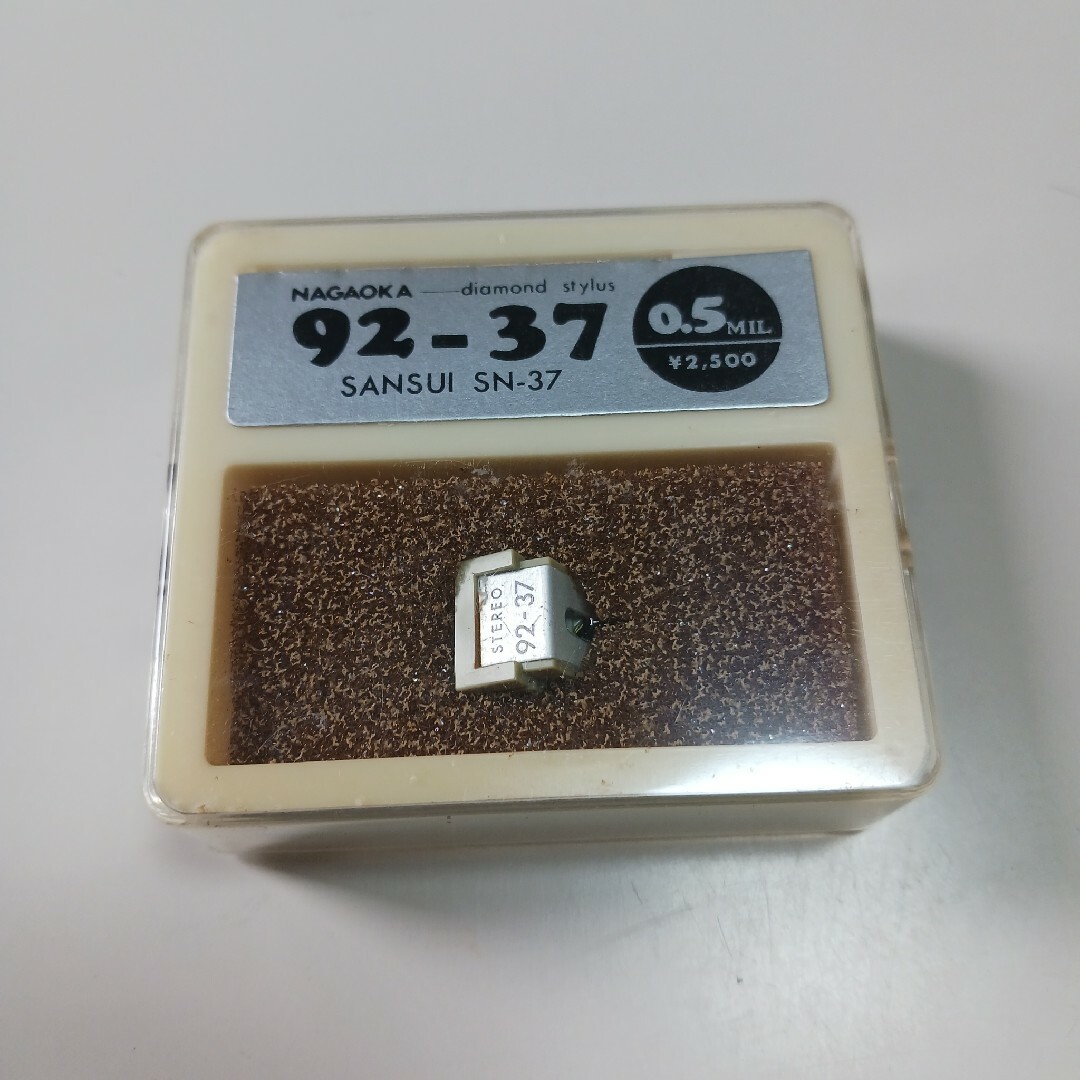 NAGAOKA diamond stylus
92-37
SANSUI SN-37
0.5 MIL
¥2,500
STEREO
92-37